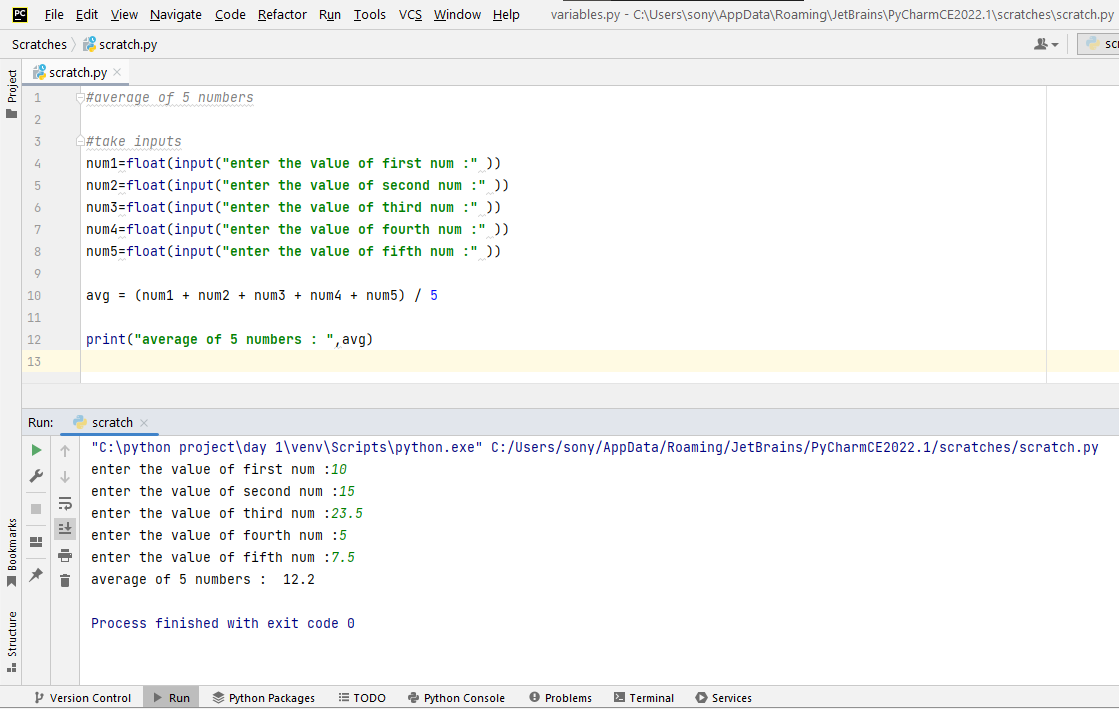 PC File Edit View Navigate Code Refactor Run Tools VCS Window Help variables.py - C:\Users\sony\AppData\Roaming\JetBrains\PyCharmCE2022.1\scratches\scratch.py
Scratches scratch.py scr
scratch.py
Project
1 #average of 5 numbers
2
3 #take inputs
4 num1=float(input("enter the value of first num :" ))
5 num2=float(input("enter the value of second num :" ))
6 num3=float(input("enter the value of third num :" ))
7 num4=float(input("enter the value of fourth num :" ))
8 num5=float(input("enter the value of fifth num :" ))
9
10 avg = (num1 + num2 + num3 + num4 + num5) / 5
11
12 print("average of 5 numbers : ",avg)
13
Run: scratch
"C:\python project\day 1\venv\Scripts\python.exe" C:/Users/sony/AppData/Roaming/JetBrains/PyCharmCE2022.1/scratches/scratch.py
enter the value of first num :10
enter the value of second num :15
enter the value of third num :23.5
enter the value of fourth num :5
enter the value of fifth num :7.5
average of 5 numbers :  12.2
Process finished with exit code 0
Bookmarks
Structure
Version Control Run Python Packages TODO Python Console Problems Terminal Services